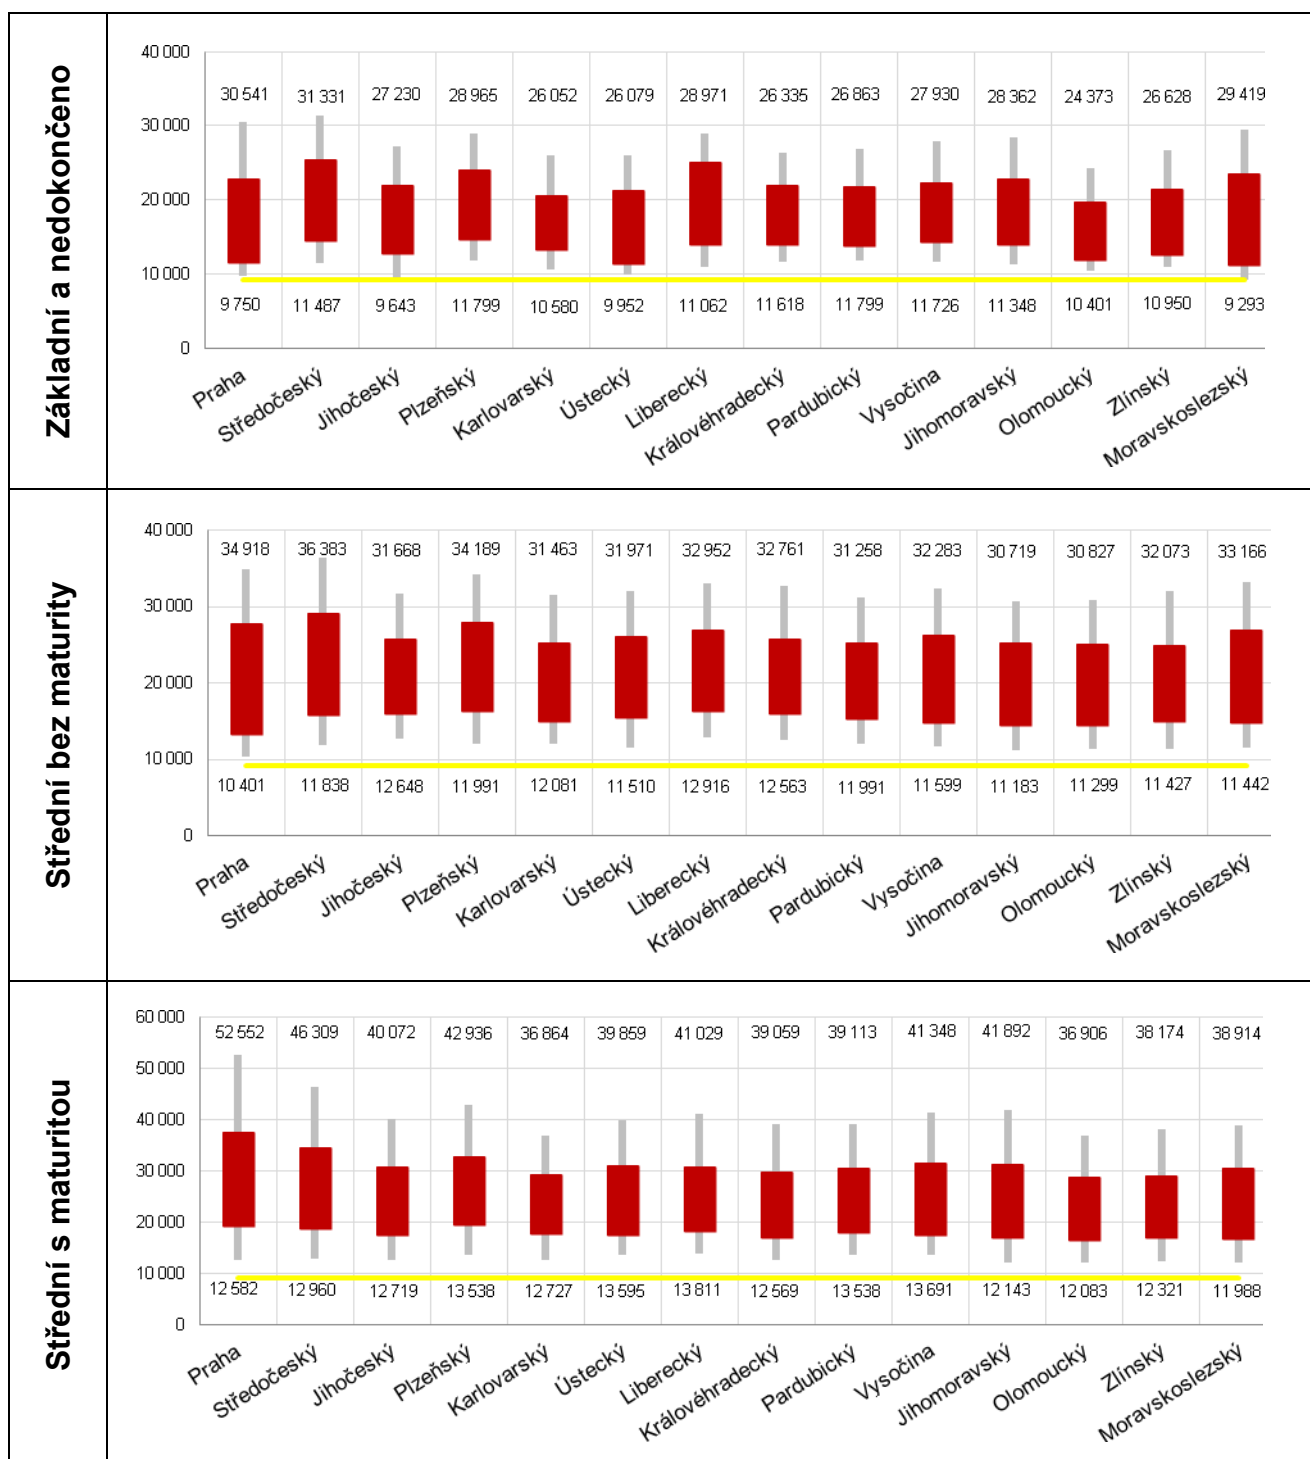 Základní a nedokončeno
40 000
30 541 31 331 27 230 28 965 26 052 26 079 28 971 26 335 26 863 27 930 28 362 24 373 26 628 29 419
30 000
20 000
10 000
9 750 11 487 9 643 11 799 10 580 9 952 11 062 11 618 11 799 11 726 11 348 10 401 10 950 9 293
0
Praha Středočeský Jihočeský Plzeňský Karlovarský Ústecký Liberecký Královéhradecký Pardubický Vysočina Jihomoravský Olomoucký Zlínský Moravskoslezský
Střední bez maturity
40 000
34 918 36 383 31 668 34 189 31 463 31 971 32 952 32 761 31 258 32 283 30 719 30 827 32 073 33 166
30 000
20 000
10 000
10 401 11 838 12 648 11 991 12 081 11 510 12 916 12 563 11 991 11 599 11 183 11 299 11 427 11 442
0
Praha Středočeský Jihočeský Plzeňský Karlovarský Ústecký Liberecký Královéhradecký Pardubický Vysočina Jihomoravský Olomoucký Zlínský Moravskoslezský
Střední s maturitou
60 000
52 552 46 309 40 072 42 936 36 864 39 859 41 029 39 059 39 113 41 348 41 892 36 906 38 174 38 914
50 000
40 000
30 000
20 000
10 000
12 582 12 960 12 719 13 538 12 727 13 595 13 811 12 569 13 538 13 691 12 143 12 083 12 321 11 988
0
Praha Středočeský Jihočeský Plzeňský Karlovarský Ústecký Liberecký Královéhradecký Pardubický Vysočina Jihomoravský Olomoucký Zlínský Moravskoslezský